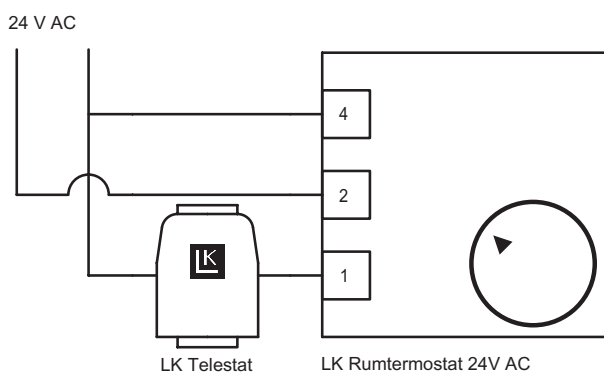 24 V AC
4
2
LK
1
LK Telestat
LK Rumtermostat 24V AC